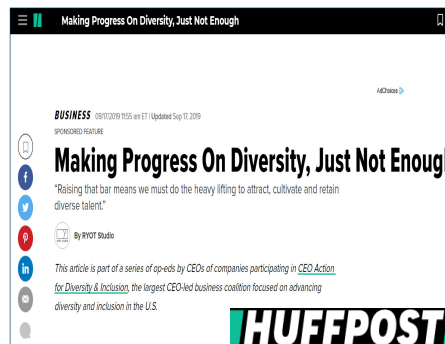 Making Progress On Diversity, Just Not Enough
AdChoices
BUSINESS 09/17/2019 11:55 am ET | Updated Sep 17, 2019
SPONSORED FEATURE
Making Progress On Diversity, Just Not Enoug
"Raising that bar means we must do the heavy lifting to attract, cultivate and retain
diverse talent."
By RYOT Studio
This article is part of a series of op-eds by CEOs of companies participating in CEO Action
for Diversity & Inclusion, the largest CEO-led business coalition focused on advancing
diversity and inclusion in the U.S.
HUFFPOST